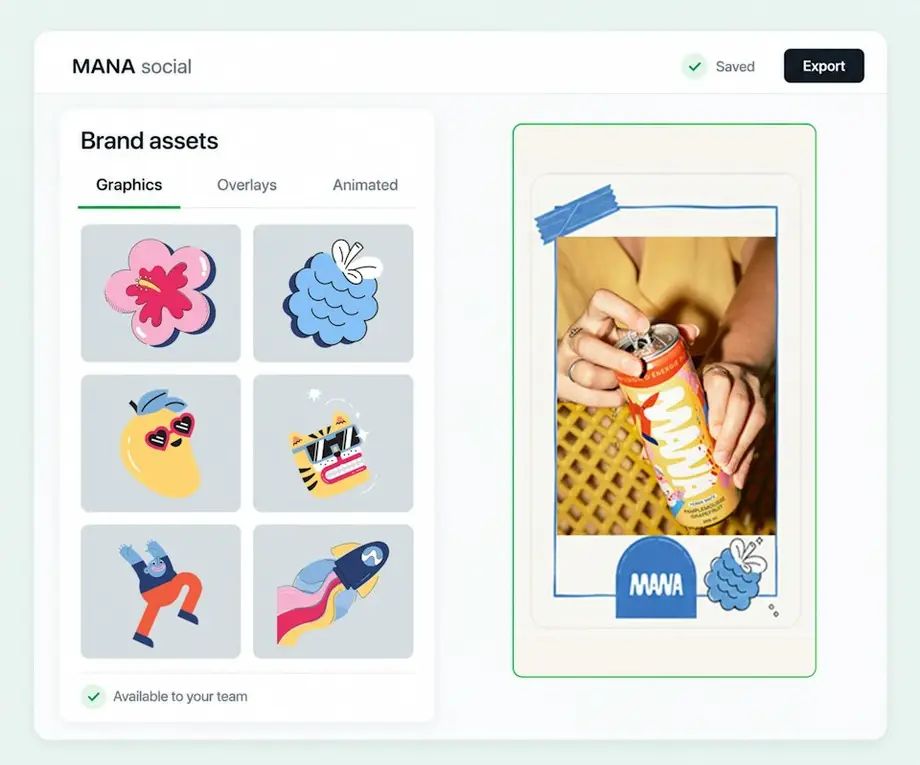 MANA social
Saved
Export
Brand assets
Graphics
Overlays
Animated
MANA
MANA
Available to your team